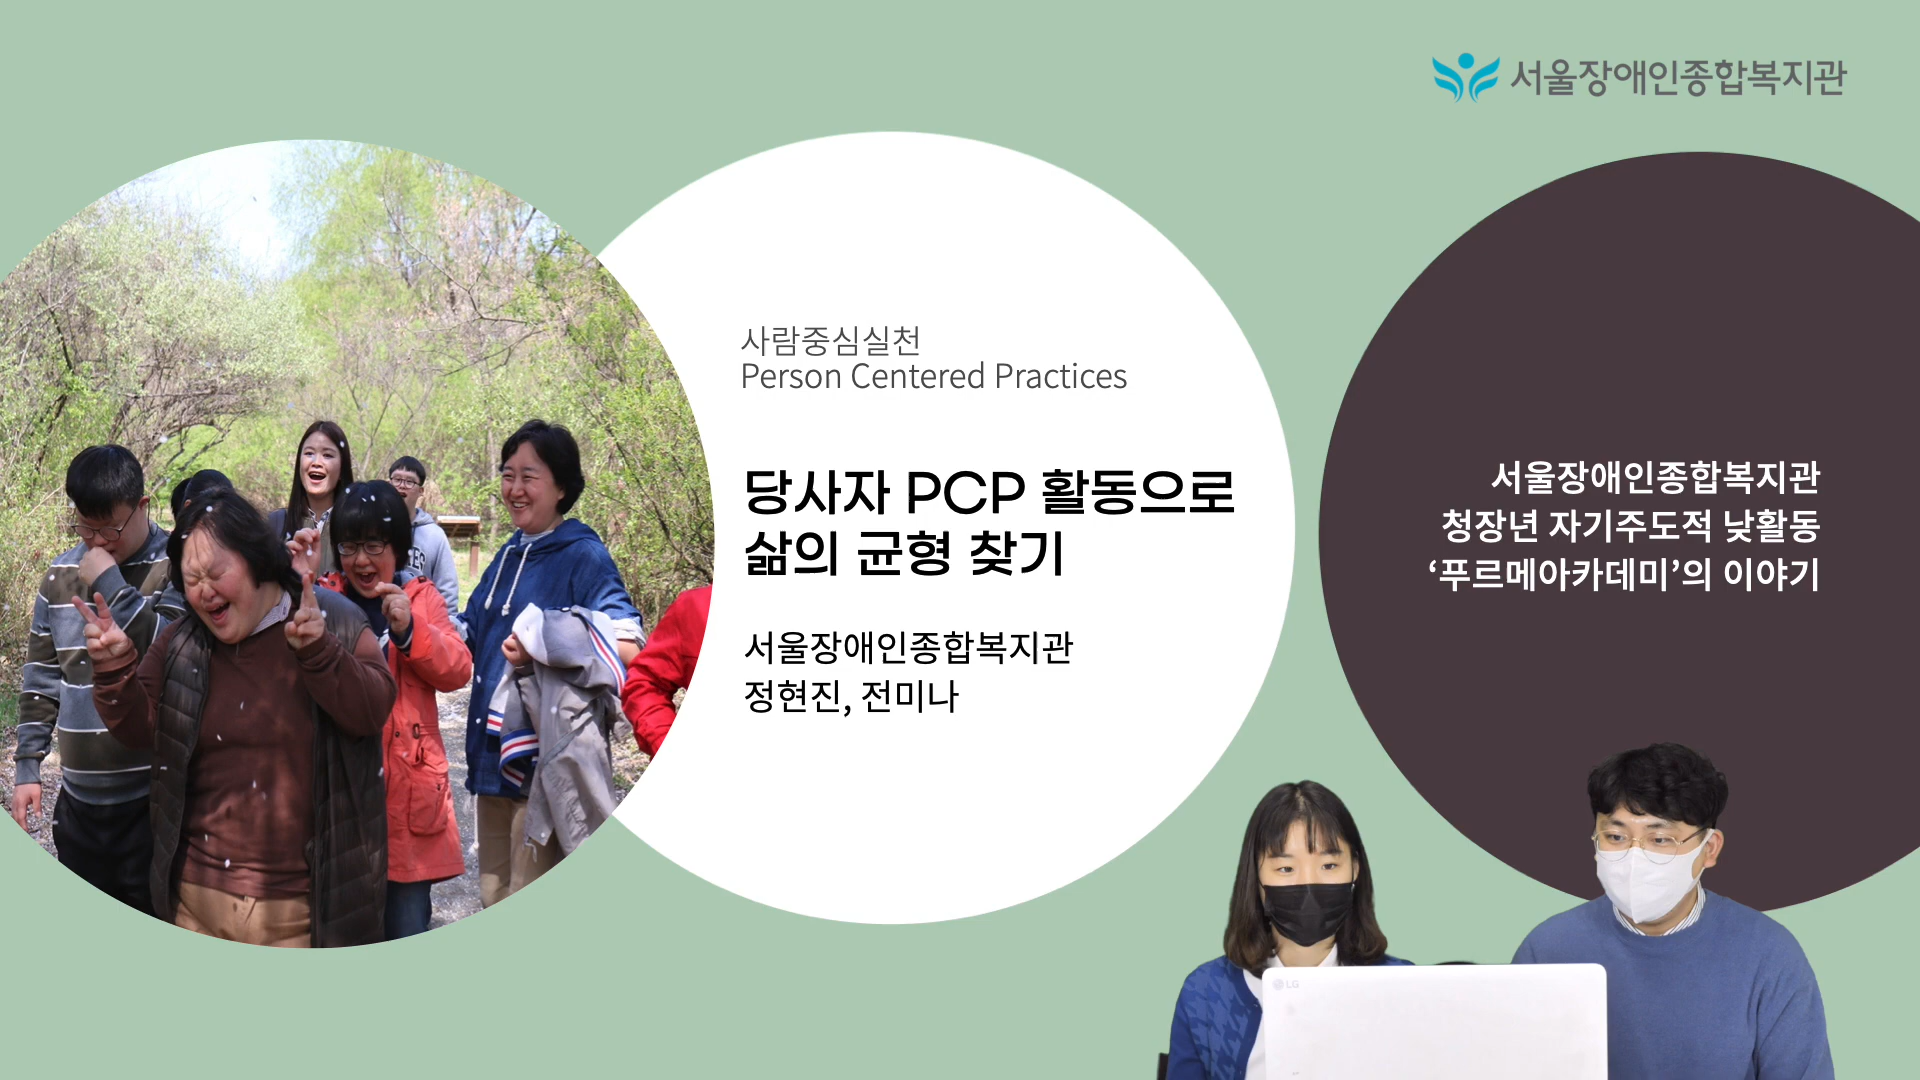 서울장애인종합복지관
사람중심실천
Person Centered Practices
당사자 PCP 활동으로
삶의 균형 찾기
서울장애인종합복지관
정현진, 전미나
서울장애인종합복지관
청장년 자기주도적 낮활동
‘푸르메아카데미’의 이야기
LG